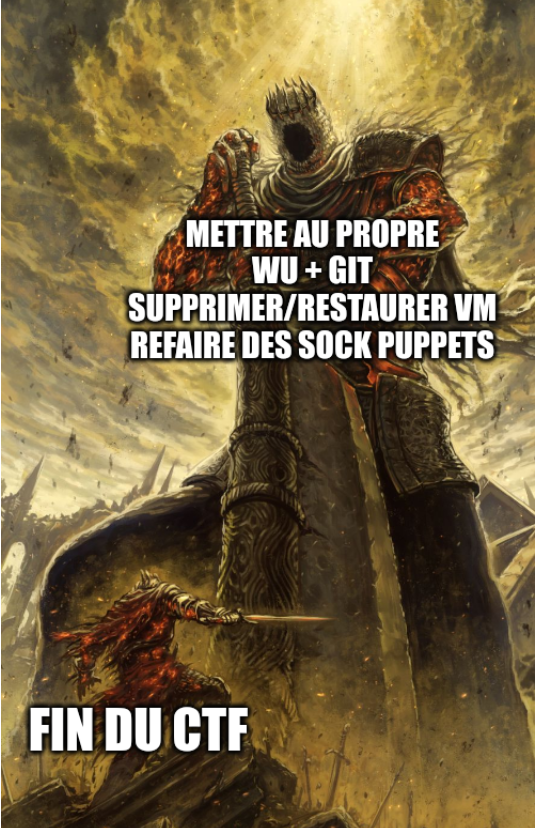 METTRE AU PROPRE
WU + GIT
SUPPRIMER/RESTAURER VM
REFAIRE DES SOCK PUPPETS
FIN DU CTF